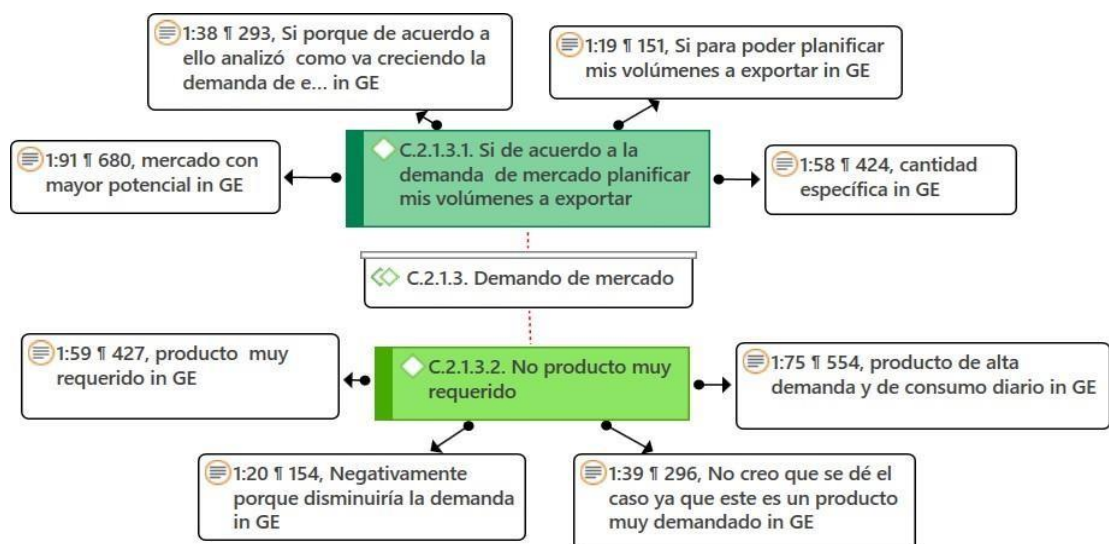 1:38 ¶ 293, Si porque de acuerdo a
ello analizó como va creciendo la
demanda de e... in GE
1:19 ¶ 151, Si para poder planificar
mis volúmenes a exportar in GE
1:91 ¶ 680, mercado con
mayor potencial in GE
C.2.1.3.1. Si de acuerdo a la
demanda de mercado planificar
mis volúmenes a exportar
1:58 ¶ 424, cantidad
específica in GE
C.2.1.3. Demando de mercado
1:59 ¶ 427, producto muy
requerido in GE
C.2.1.3.2. No producto muy
requerido
1:75 ¶ 554, producto de alta
demanda y de consumo diario in GE
1:20 ¶ 154, Negativamente
porque disminuiría la demanda
in GE
1:39 ¶ 296, No creo que se dé el
caso ya que este es un producto
muy demandado in GE